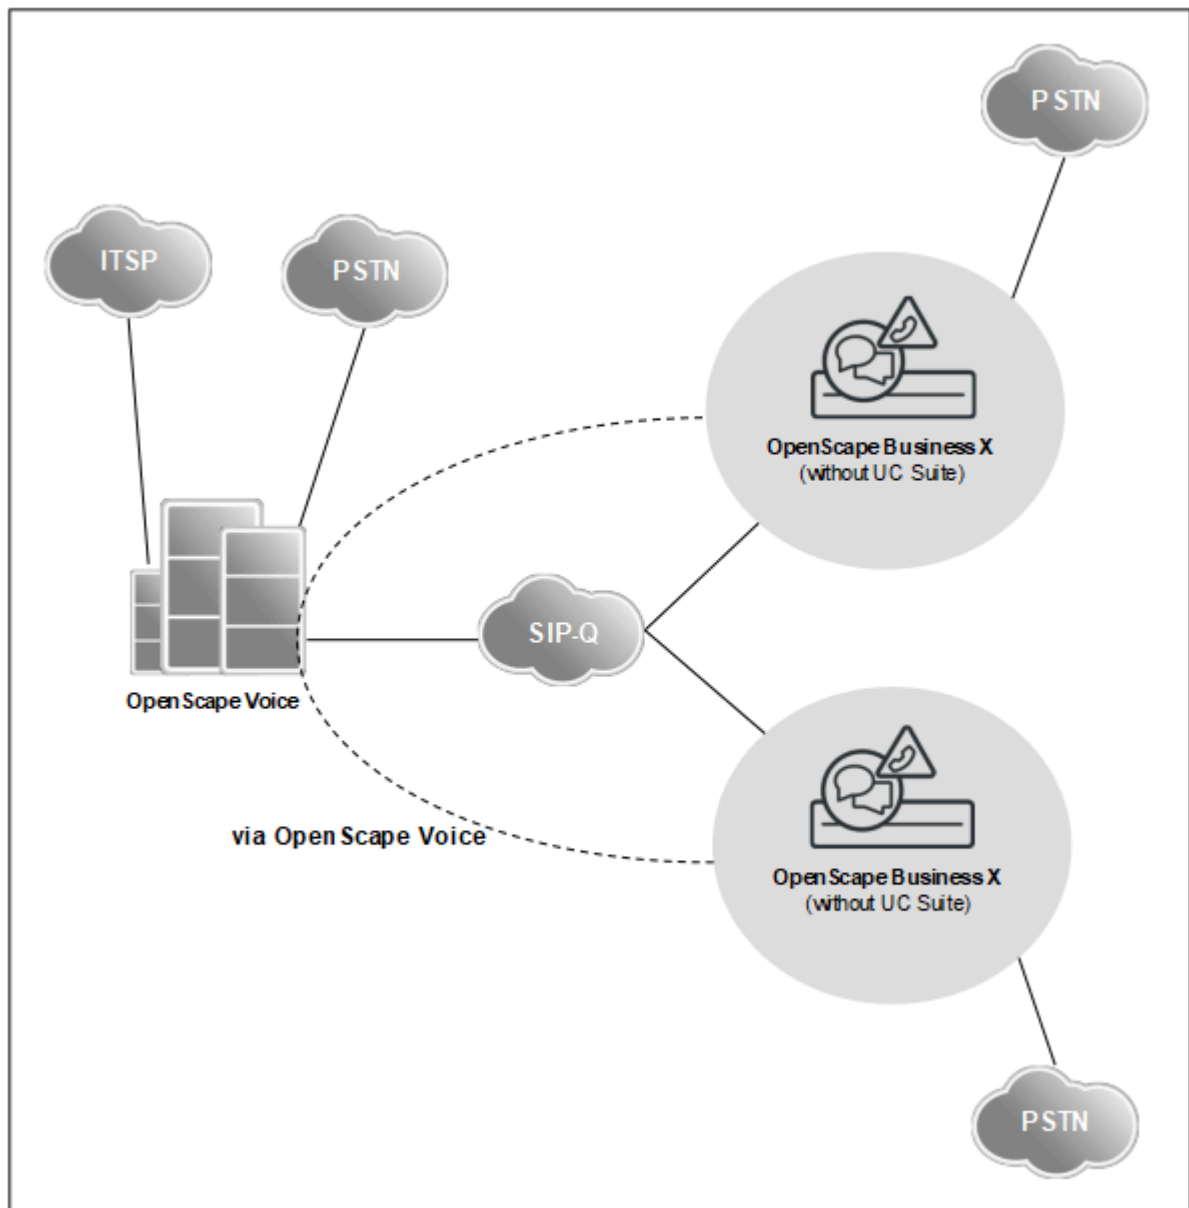 PSTN
ITSP
PSTN
OpenScape Business X
(without UC Suite)
SIP-Q
OpenScape Voice
via OpenScape Voice
OpenScape Business X
(without UC Suite)
PSTN